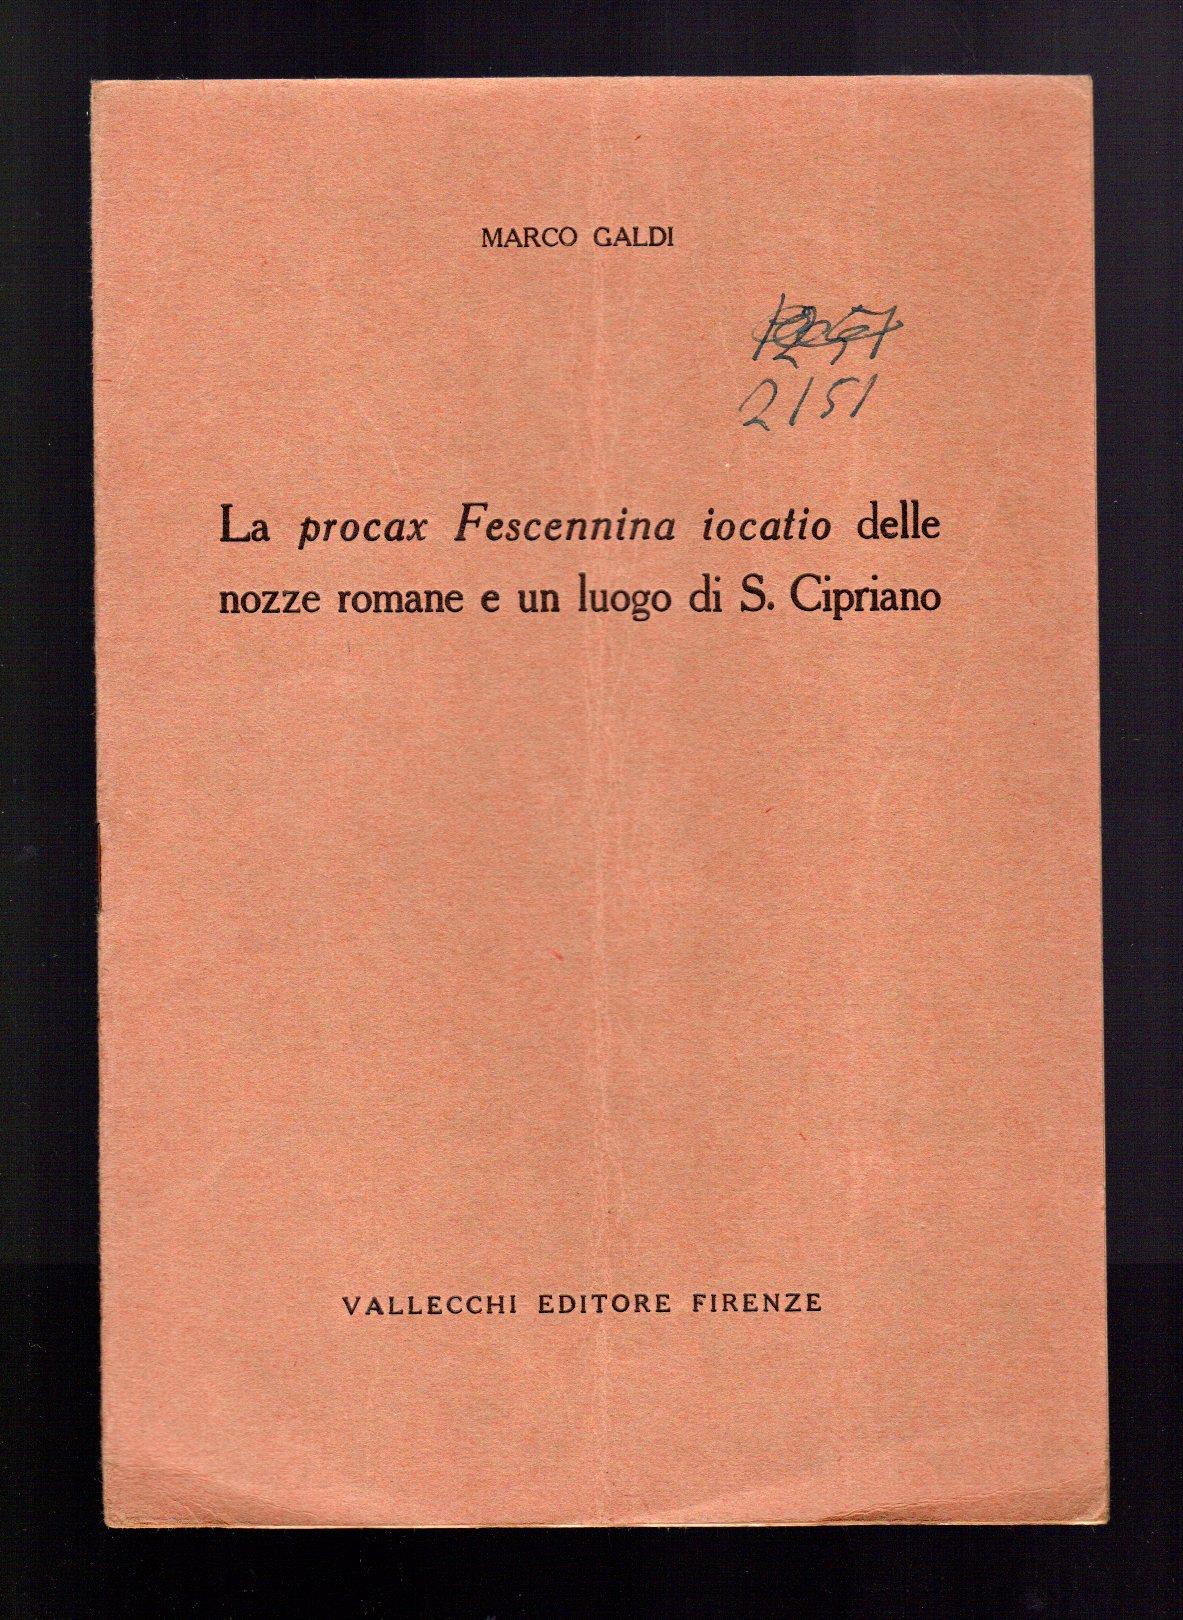 MARCO GALDI
2151
La procax Fescennina iocatio delle
nozze romane e un luogo di S. Cipriano
VALLECCHI EDITORE FIRENZE